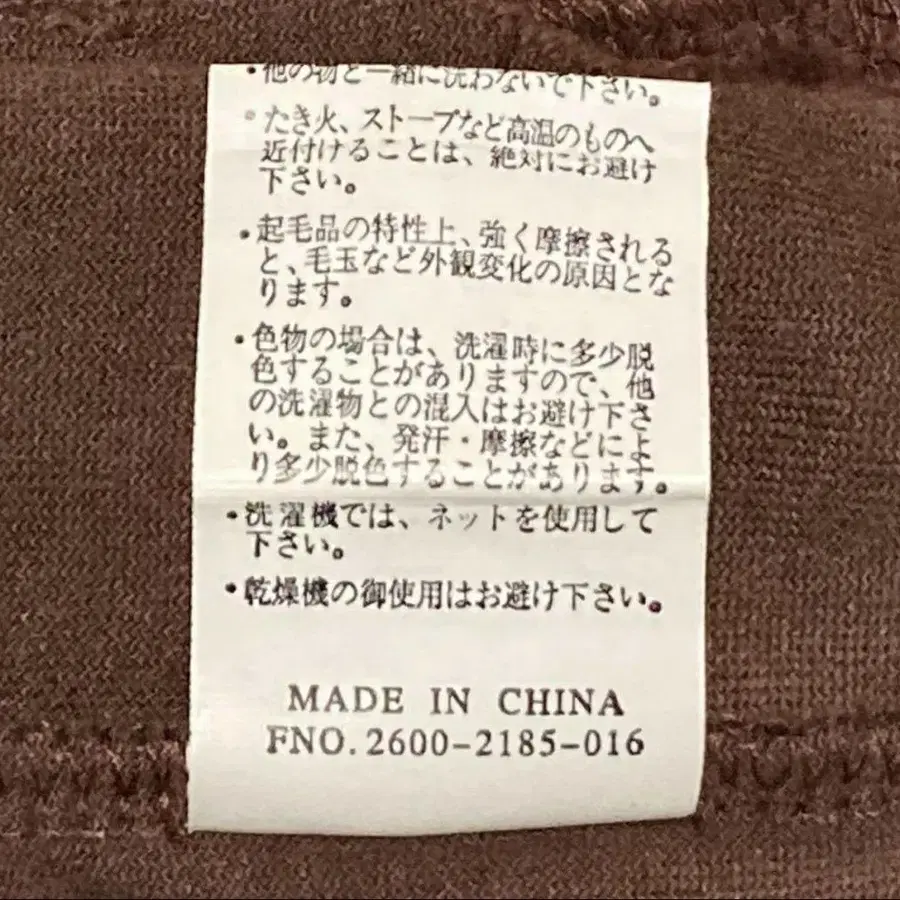 ・他の物と一緒に洗わないで下さい。
・たき火、ストーブなど高温のものへ
近付けることは、絶対にお避け
下さい。
・起毛品の特性上、強く摩擦される
と、毛玉など外観変化の原因とな
ります。
・色物の場合は、洗濯時に多少脱
色することがありますので、他
の洗濯物との混入はお避け下さ
い。また、発汗・摩擦などによ
り多少脱色することがあります。
・洗濯機では、ネットを使用して
下さい。
・乾燥機の御使用はお避け下さい。
MADE IN CHINA
FNO.2600-2185-016